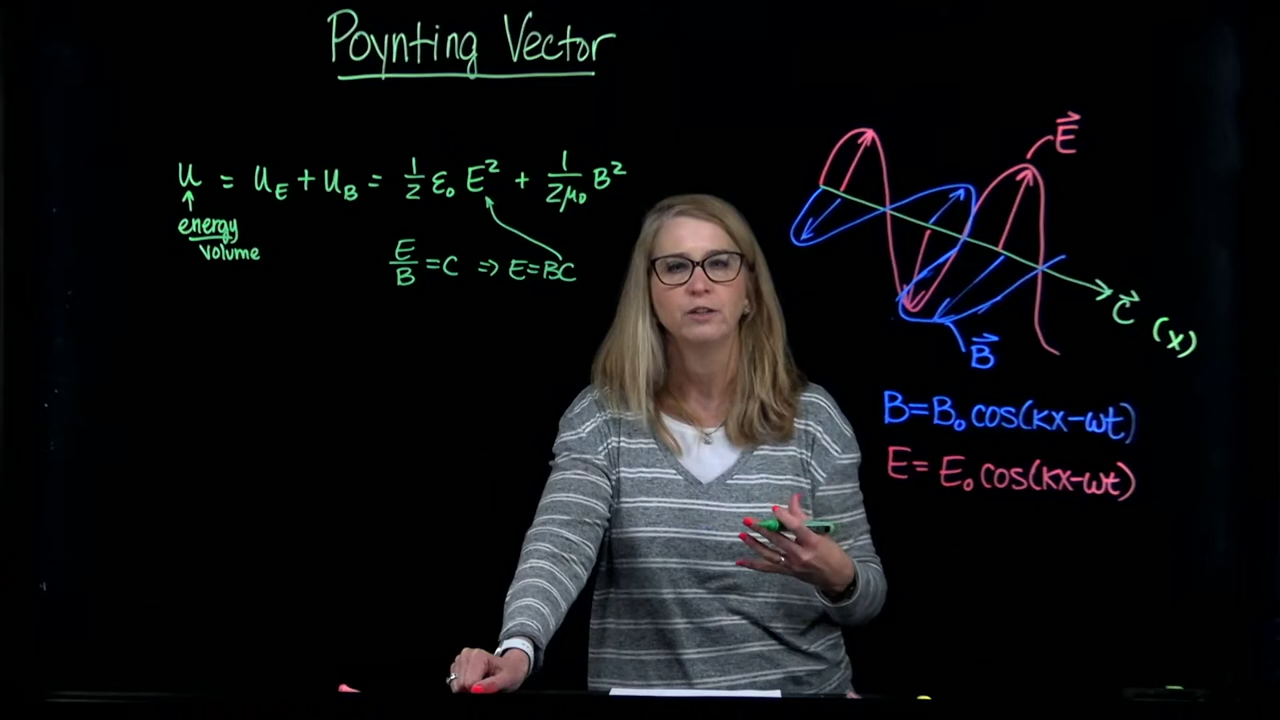 Poynting Vector
u = u_E + u_B = 1/2 ε₀ E² + 1/(2μ₀) B²
energy
volume
E/B = C ⇒ E = BC
E⃗
B⃗
C⃗ (x)
B = B₀ cos(kx-ωt)
E = E₀ cos(kx-ωt)